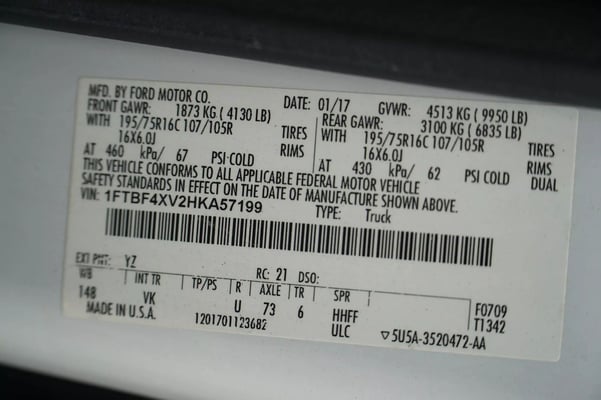 MFD. BY FORD MOTOR CO.
DATE: 01/17 GVWR: 4513 KG ( 9950 LB)
FRONT GAWR: 1873 KG ( 4130 LB)
REAR GAWR: 3100 KG ( 6835 LB)
WITH 195/75R16C 107/105R TIRES
WITH 195/75R16C 107/105R TIRES
16X6.0J RIMS
16X6.0J RIMS
AT 460 kPa/ 67 PSI COLD
AT 430 kPa/ 62 PSI COLD DUAL
THIS VEHICLE CONFORMS TO ALL APPLICABLE FEDERAL MOTOR VEHICLE
SAFETY STANDARDS IN EFFECT ON THE DATE OF MANUFACTURE SHOWN ABOVE.
VIN: 1FTBF4XV2HKA57199
TYPE: Truck
EXT PNT: YZ RC: 21 DSO:
WB INT TR TP/PS R AXLE TR SPR
148 VK U 73 6 HHFF F0709
ULC T1342
MADE IN U.S.A. 1201701123682 ▽5U5A-3520472-AA